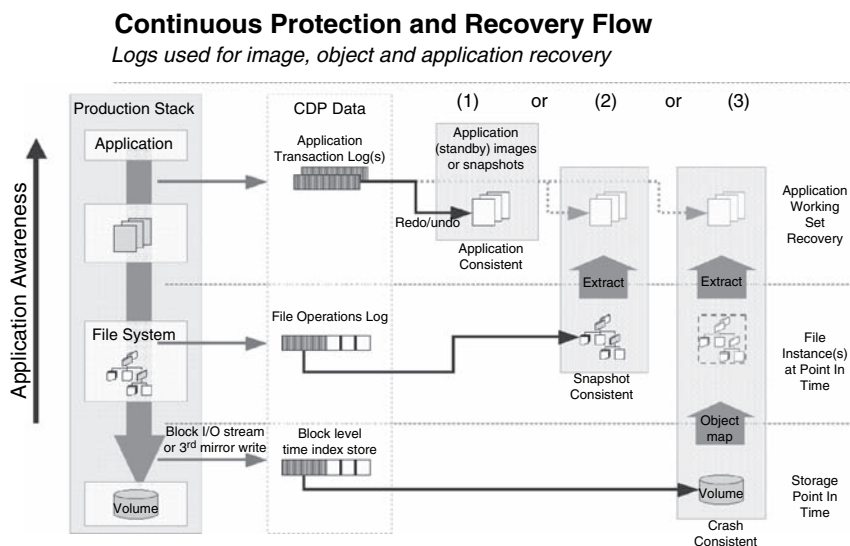 Continuous Protection and Recovery Flow
Logs used for image, object and application recovery
Production Stack
CDP Data
(1)
or
(2)
or
(3)
Application
Application
Transaction Log(s)
Application
(standby) images
or snapshots
Redo/undo
Application
Consistent
Application
Working
Set
Recovery
Application Awareness
Extract
Extract
File System
File Operations Log
Snapshot
Consistent
File
Instance(s)
at Point In
Time
Object
map
Block I/O stream
or 3rd mirror write
Block level
time index store
Volume
Volume
Storage
Point In
Time
Crash
Consistent